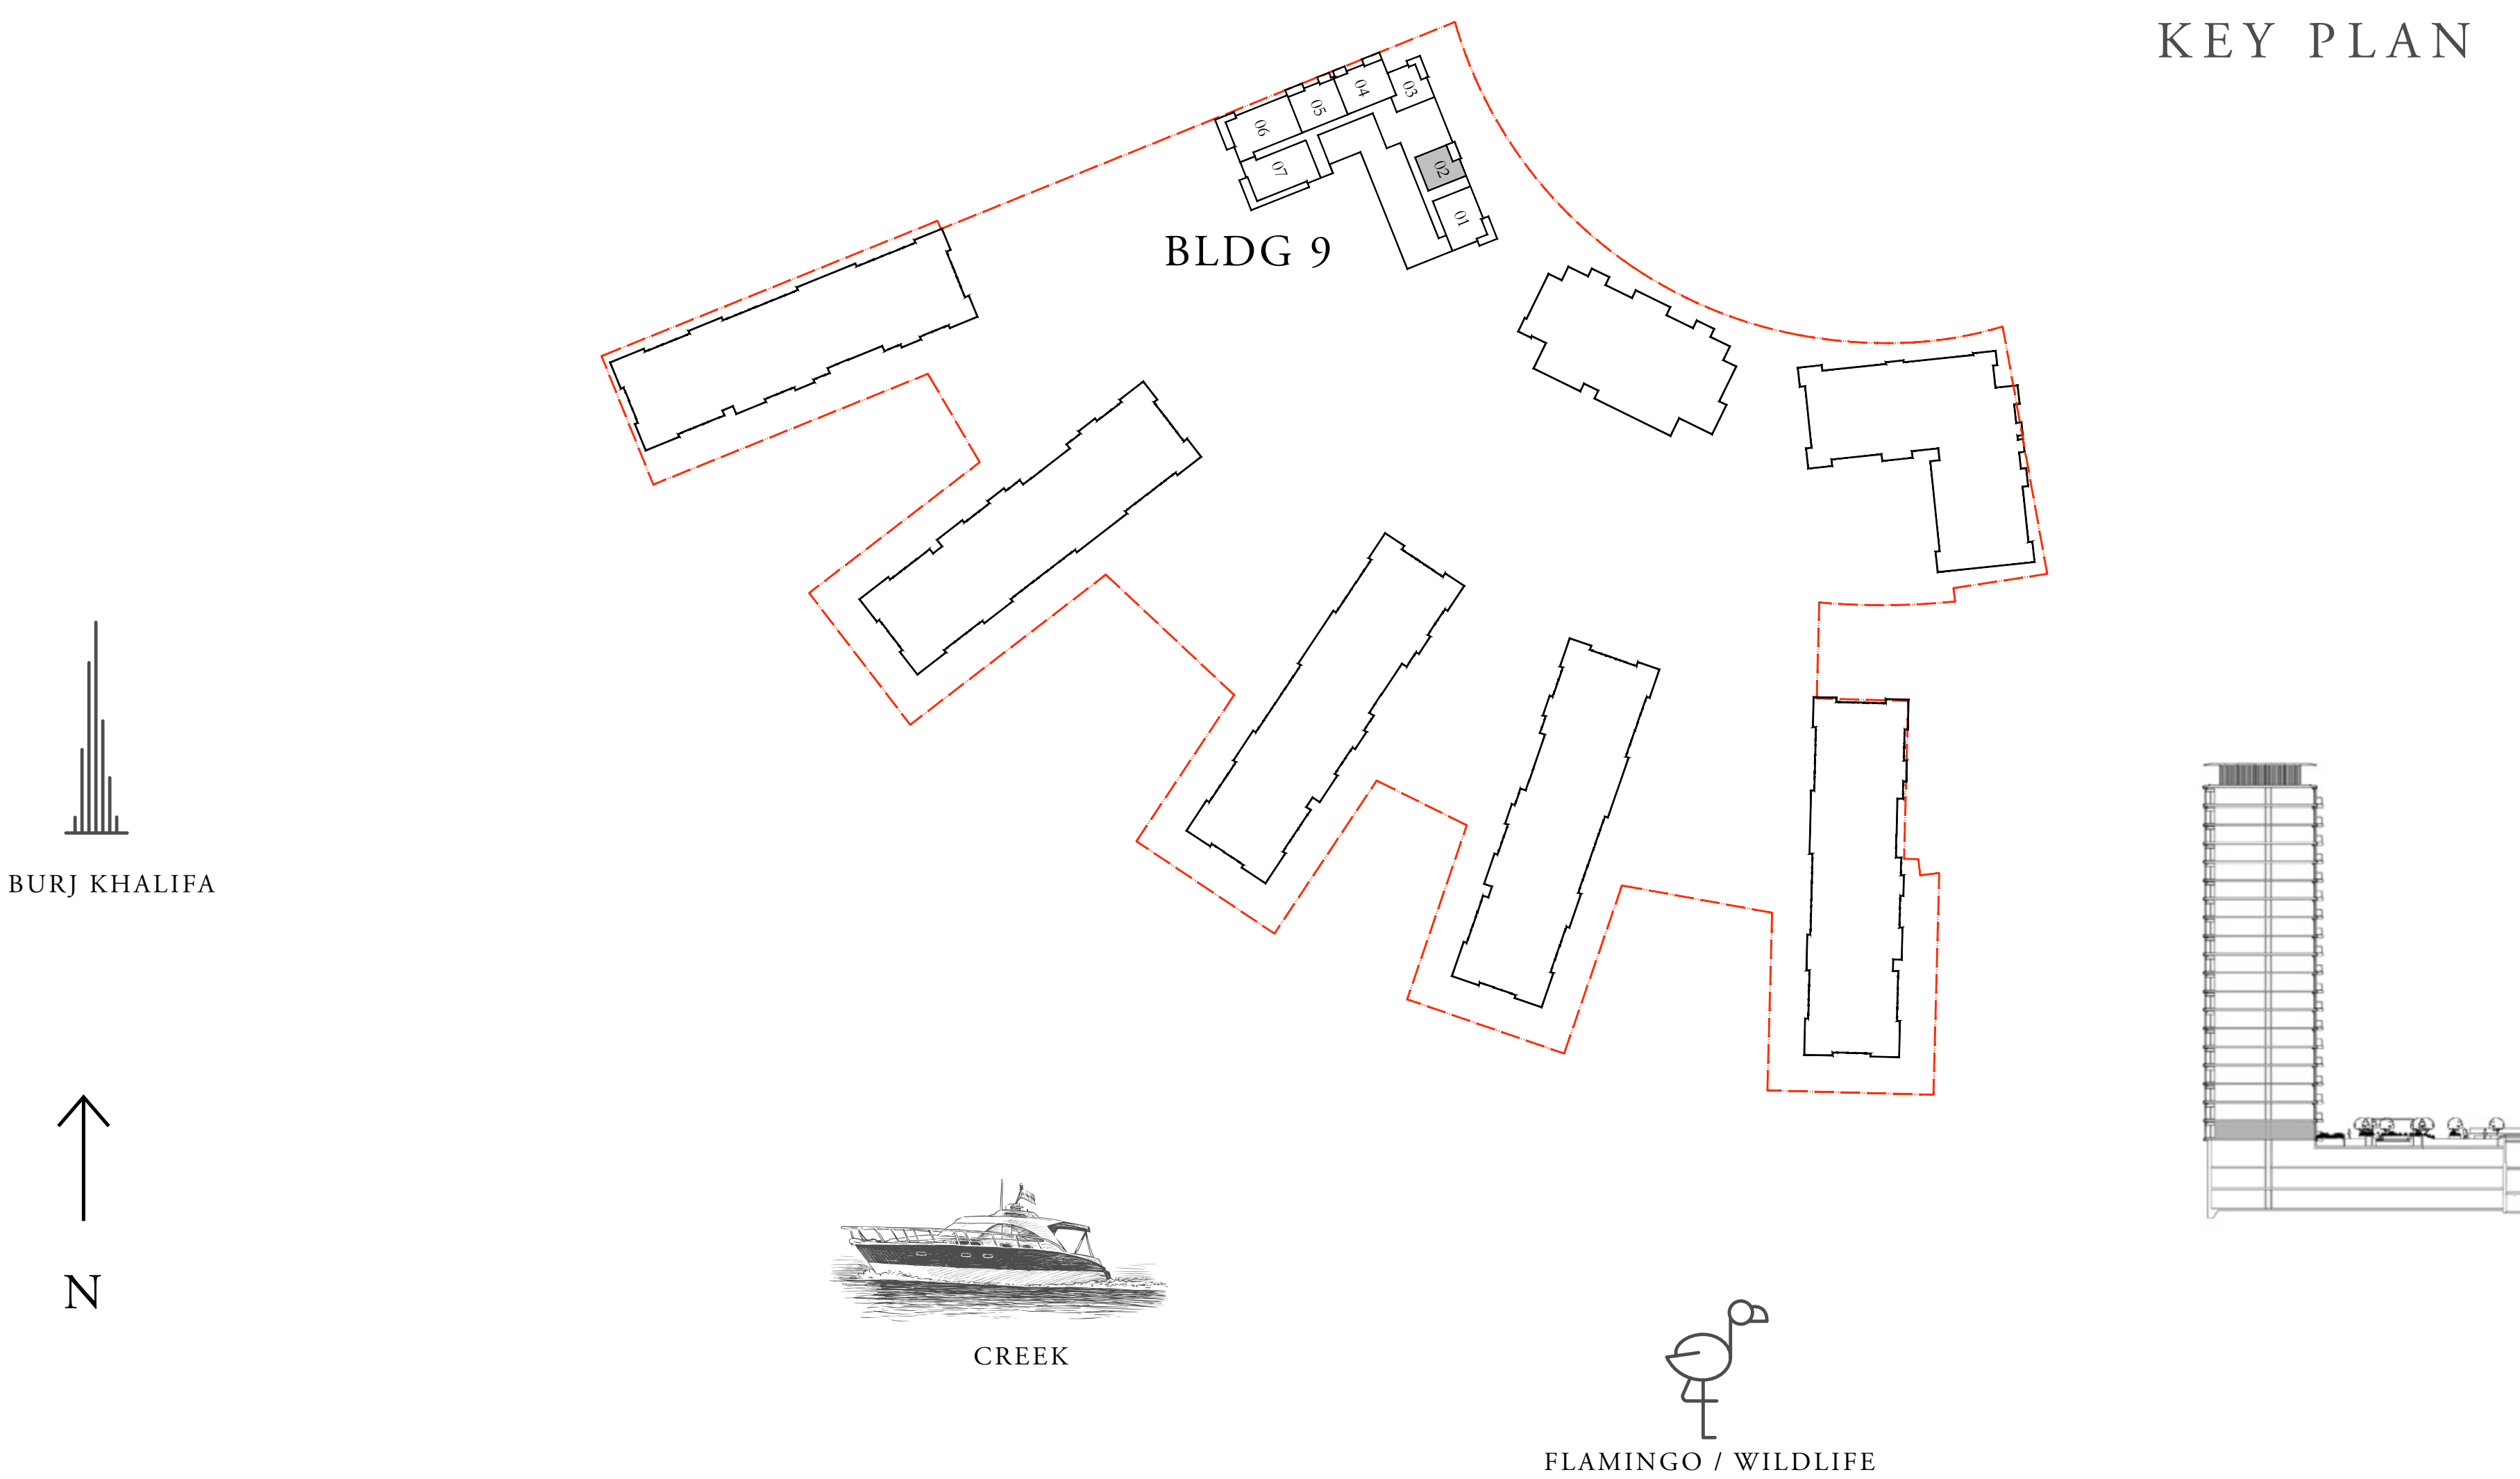 KEY PLAN
03
04
05
06
07
02
01
BLDG 9
BURJ KHALIFA
N
CREEK
FLAMINGO / WILDLIFE